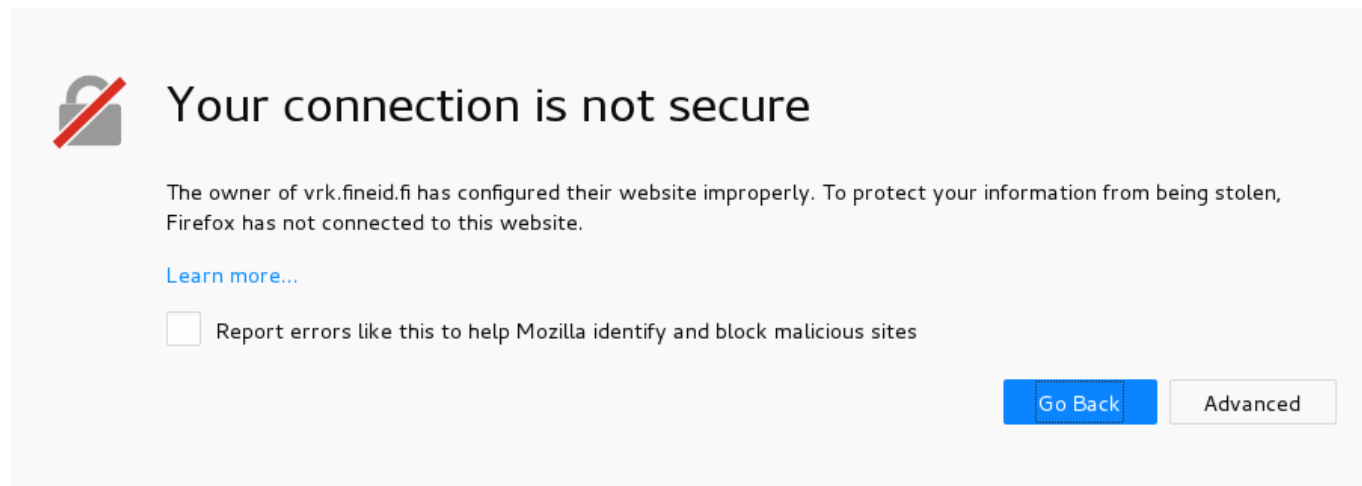 Your connection is not secure
The owner of vrk.fineid.fi has configured their website improperly. To protect your information from being stolen,
Firefox has not connected to this website.
Learn more...
Report errors like this to help Mozilla identify and block malicious sites
Go Back
Advanced